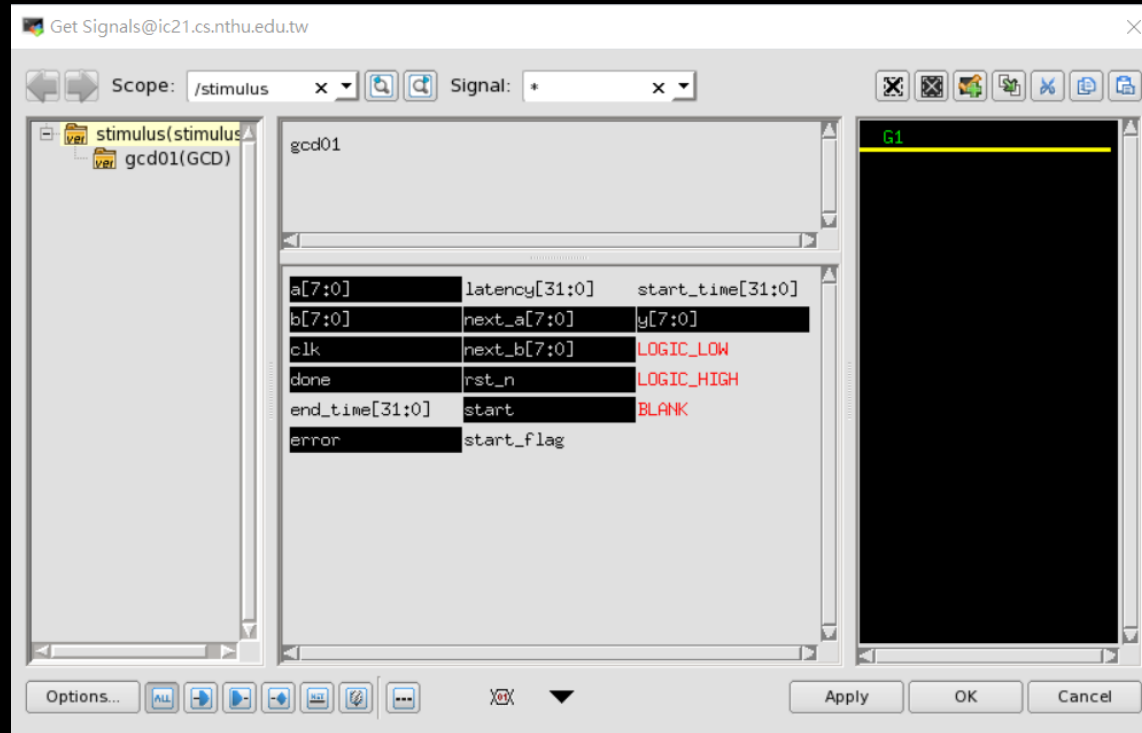 Get Signals@ic21.cs.nthu.edu.tw
Scope: /stimulus Signal: *
stimulus(stimulus
gcd01(GCD)
gcd01
G1
a[7:0] latency[31:0] start_time[31:0]
b[7:0] next_a[7:0] y[7:0]
clk next_b[7:0] LOGIC_LOW
done rst_n LOGIC_HIGH
end_time[31:0] start BLANK
error start_flag
Options... ALL Apply OK Cancel